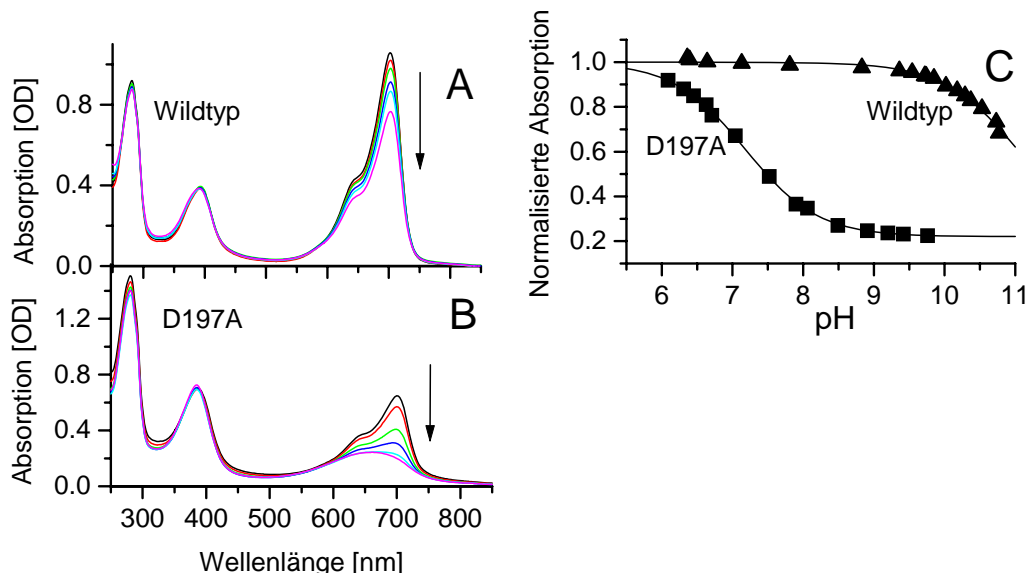 Absorption [OD]
0.8
0.4
0.0
Wildtyp
A
Absorption [OD]
1.2
0.8
0.4
0.0
D197A
B
300 400 500 600 700 800
Wellenlänge [nm]
Normalisierte Absorption
1.0
0.8
0.6
0.4
0.2
C
Wildtyp
D197A
6 7 8 9 10 11
pH